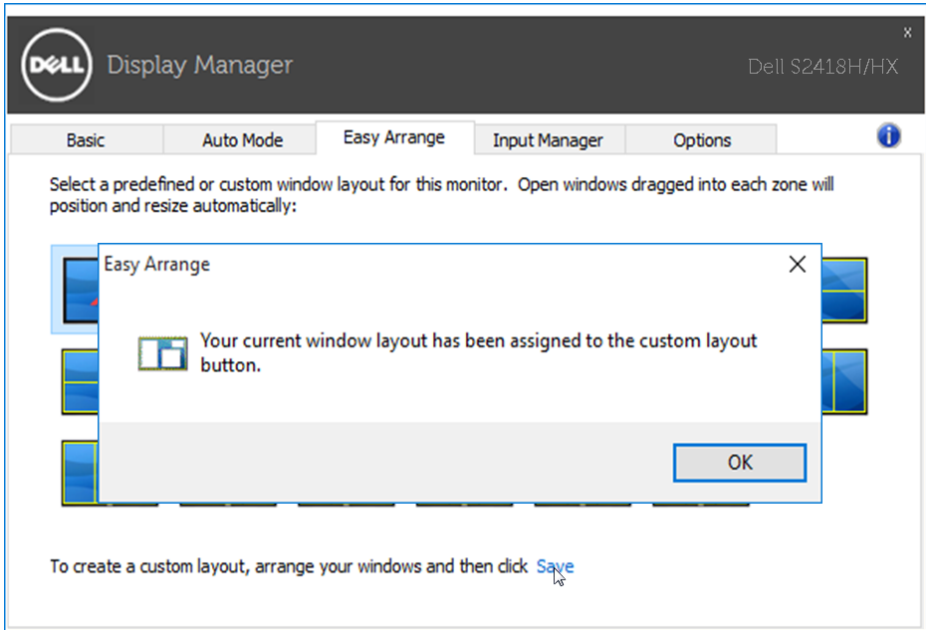 x
DELL Display Manager
Dell S2418H/HX
Basic Auto Mode Easy Arrange Input Manager Options i
Select a predefined or custom window layout for this monitor. Open windows dragged into each zone will
position and resize automatically:
Easy Arrange
Your current window layout has been assigned to the custom layout
button.
OK
To create a custom layout, arrange your windows and then click Save